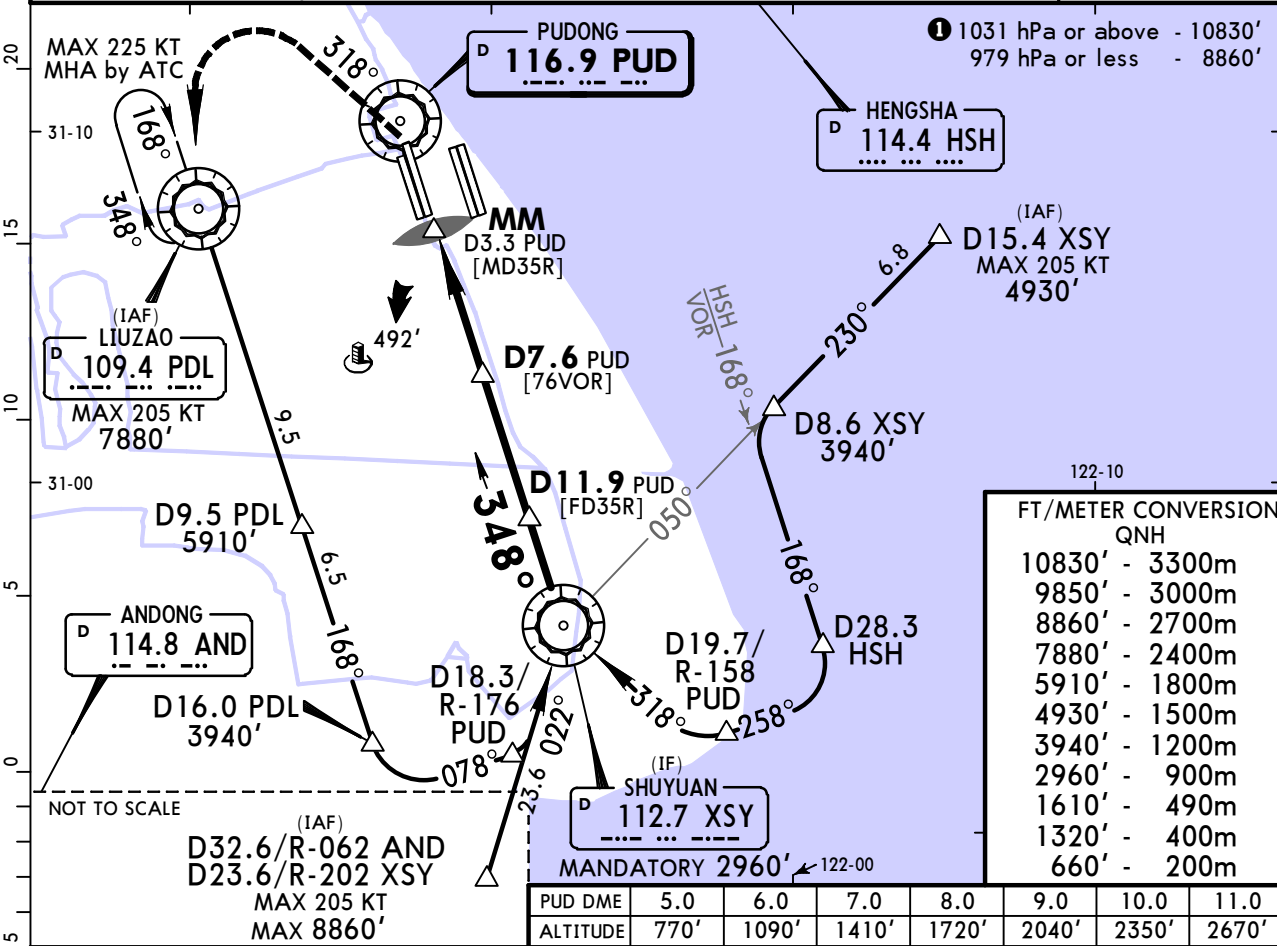 MAX 225 KT
MHA by ATC
318°
PUDONG
D 116.9 PUD
❶ 1031 hPa or above - 10830'
979 hPa or less - 8860'
HENGSHA
D 114.4 HSH
20
31-10
168°
348°
15
MM
D3.3 PUD
[MD35R]
(IAF)
D15.4 XSY
MAX 205 KT
4930'
6.8
230°
(IAF)
LIUZAO
D 109.4 PDL
MAX 205 KT
7880'
492'
D7.6 PUD
[76VOR]
HSH
VOR
168°
D8.6 XSY
3940'
10
9.5
31-00
122-10
D11.9 PUD
[FD35R]
050°
348°
D9.5 PDL
5910'
6.5
168°
168°
5
ANDONG
D 114.8 AND
D28.3
HSH
D19.7/
R-158
PUD
D18.3/
R-176
PUD
318°
258°
D16.0 PDL
3940'
078°
022°
23.6
0
NOT TO SCALE
(IF)
SHUYUAN
D 112.7 XSY
MANDATORY 2960'
122-00
(IAF)
D32.6/R-062 AND
D23.6/R-202 XSY
MAX 205 KT
MAX 8860'
5
FT/METER CONVERSION
QNH
10830' - 3300m
9850' - 3000m
8860' - 2700m
7880' - 2400m
5910' - 1800m
4930' - 1500m
3940' - 1200m
2960' - 900m
1610' - 490m
1320' - 400m
660' - 200m
PUD DME 5.0 6.0 7.0 8.0 9.0 10.0 11.0
ALTITUDE 770' 1090' 1410' 1720' 2040' 2350' 2670'